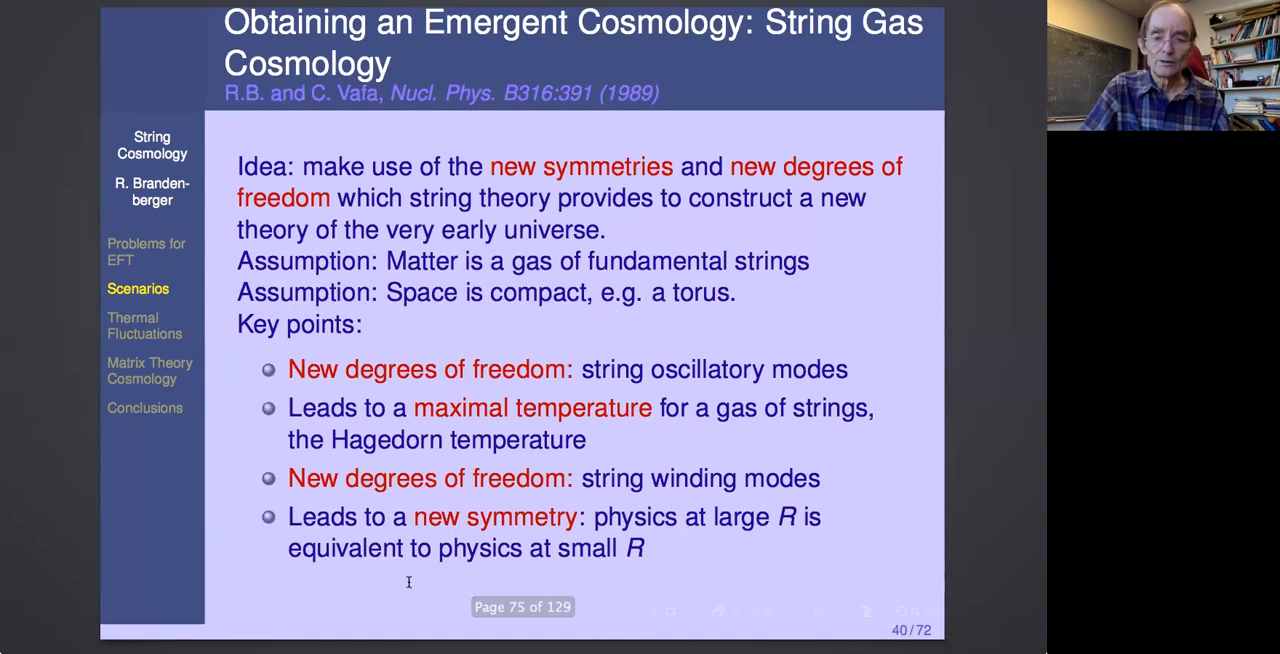 Obtaining an Emergent Cosmology: String Gas
Cosmology
R.B. and C. Vafa, Nucl. Phys. B316:391 (1989)
String
Cosmology
R. Branden-
berger
Problems for
EFT
Scenarios
Thermal
Fluctuations
Matrix Theory
Cosmology
Conclusions
Idea: make use of the new symmetries and new degrees of
freedom which string theory provides to construct a new
theory of the very early universe.
Assumption: Matter is a gas of fundamental strings
Assumption: Space is compact, e.g. a torus.
Key points:
New degrees of freedom: string oscillatory modes
Leads to a maximal temperature for a gas of strings,
the Hagedorn temperature
New degrees of freedom: string winding modes
Leads to a new symmetry: physics at large R is
equivalent to physics at small R
Page 75 of 129
40/72